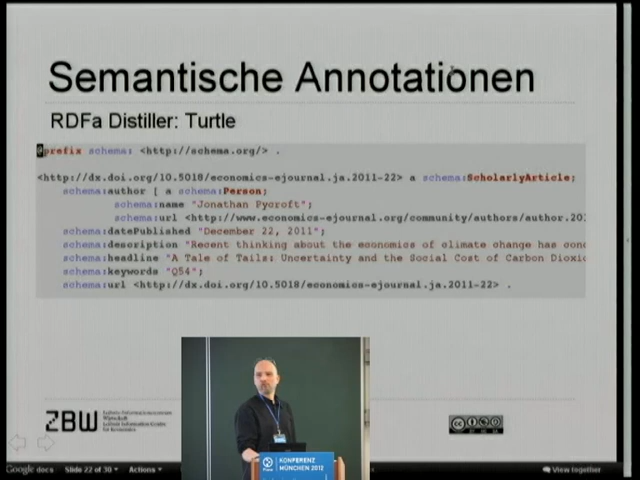 Semantische Annotationen
RDFa Distiller: Turtle
@prefix schema: <http://schema.org/> .
<http://dx.doi.org/10.5018/economics-ejournal.ja.2011-22> a schema:ScholarlyArticle;
schema:author [ a schema:Person;
schema:name "Jonathan Pycroft";
schema:url <http://www.economics-ejournal.org/community/authors/author.20
schema:datePublished "December 22, 2011";
schema:description "Recent thinking about the economics of climate change has conc
schema:headline "A Tale of Tails: Uncertainty and the Social Cost of Carbon Dioxi
schema:keywords "Q54";
schema:url <http://dx.doi.org/10.5018/economics-ejournal.ja.2011-22> .
ZBW
cc
KONFERENZ
MÜNCHEN 2012
Google docs Slide 22 of 30 Actions View together